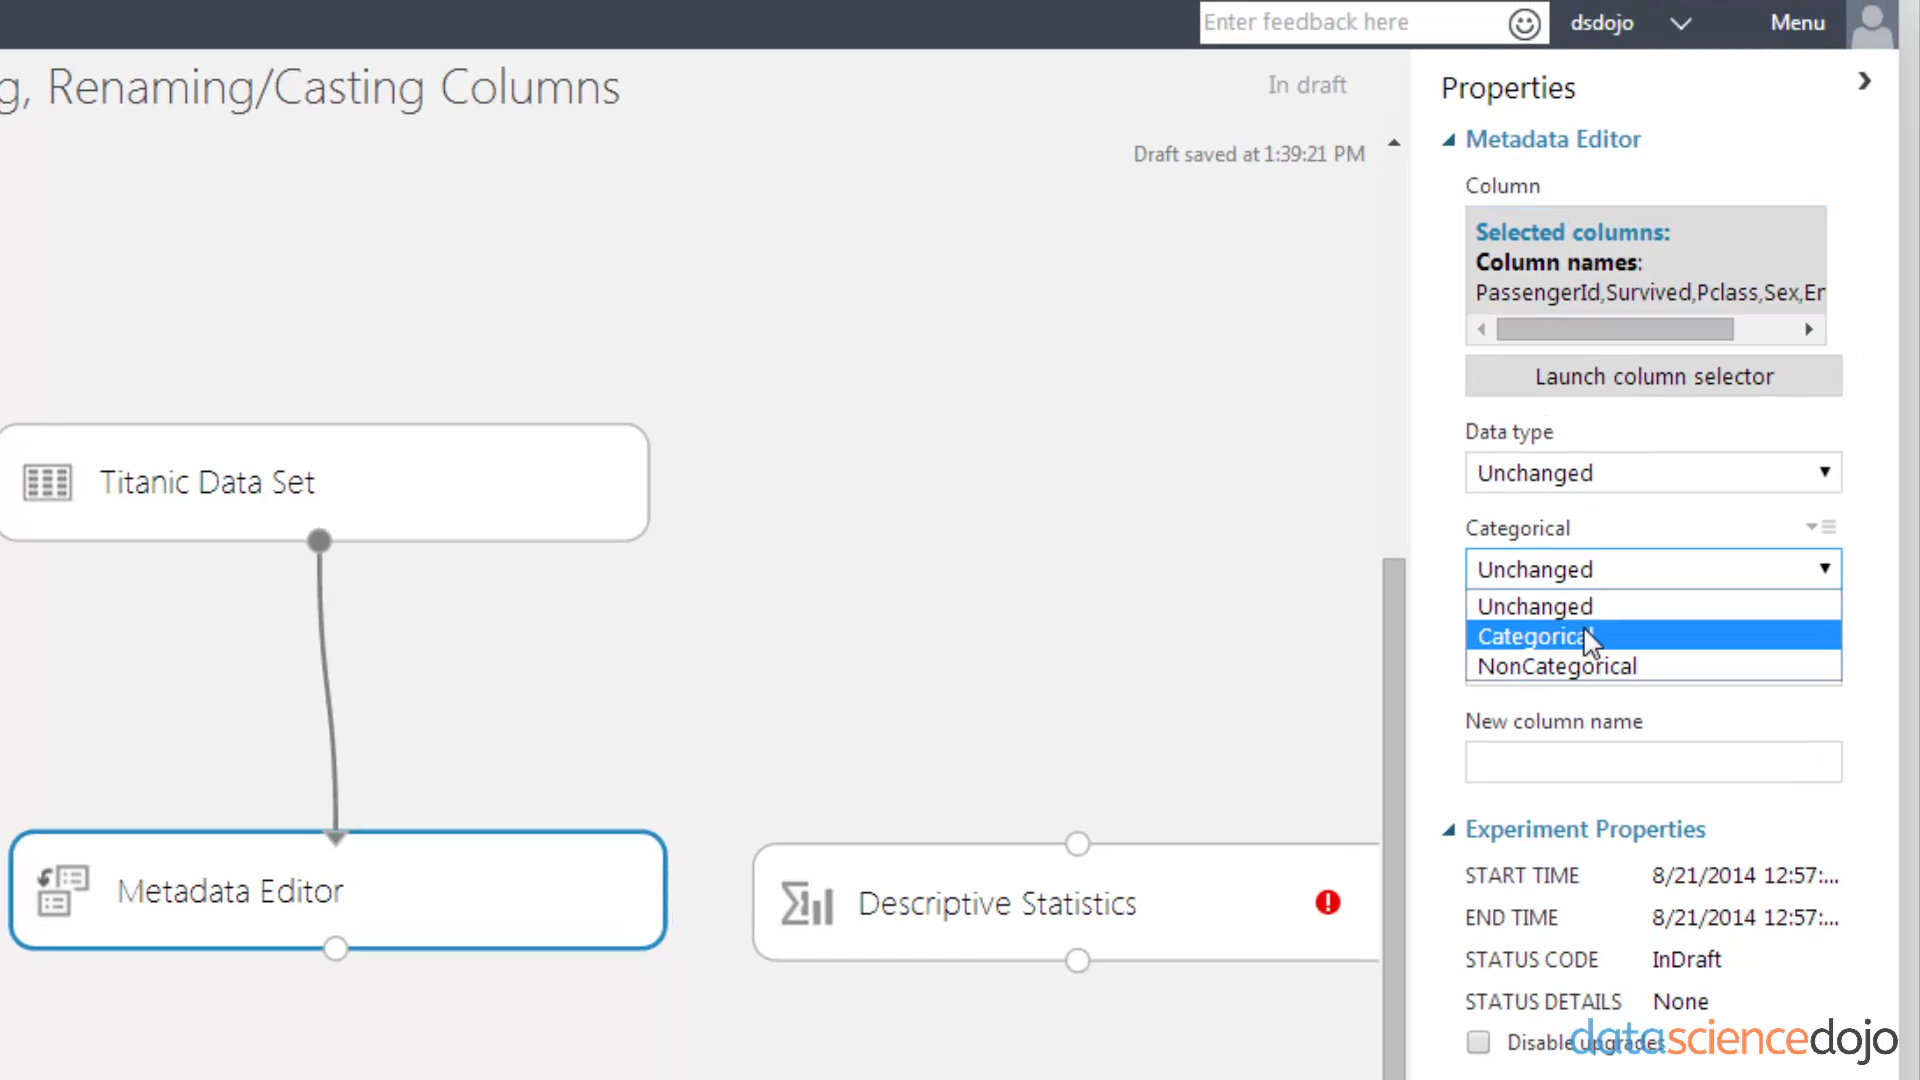 Enter feedback here
dsdojo
Menu
g, Renaming/Casting Columns
In draft
Draft saved at 1:39:21 PM
Properties
Metadata Editor
Column
Selected columns:
Column names:
PassengerId,Survived,Pclass,Sex,Er
Launch column selector
Data type
Unchanged
Categorical
Unchanged
Unchanged
Categorical
NonCategorical
New column name
Titanic Data Set
Metadata Editor
Descriptive Statistics
Experiment Properties
START TIME 8/21/2014 12:57:...
END TIME 8/21/2014 12:57:...
STATUS CODE InDraft
STATUS DETAILS None
Disable upgrades
datasciencedojo